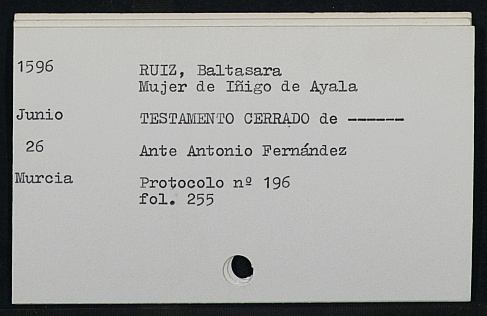 1596 RUIZ, Baltasara
Mujer de Iñigo de Ayala
Junio TESTAMENTO CERRADO de ------
26 Ante Antonio Fernández
Murcia Protocolo nº 196
fol. 255